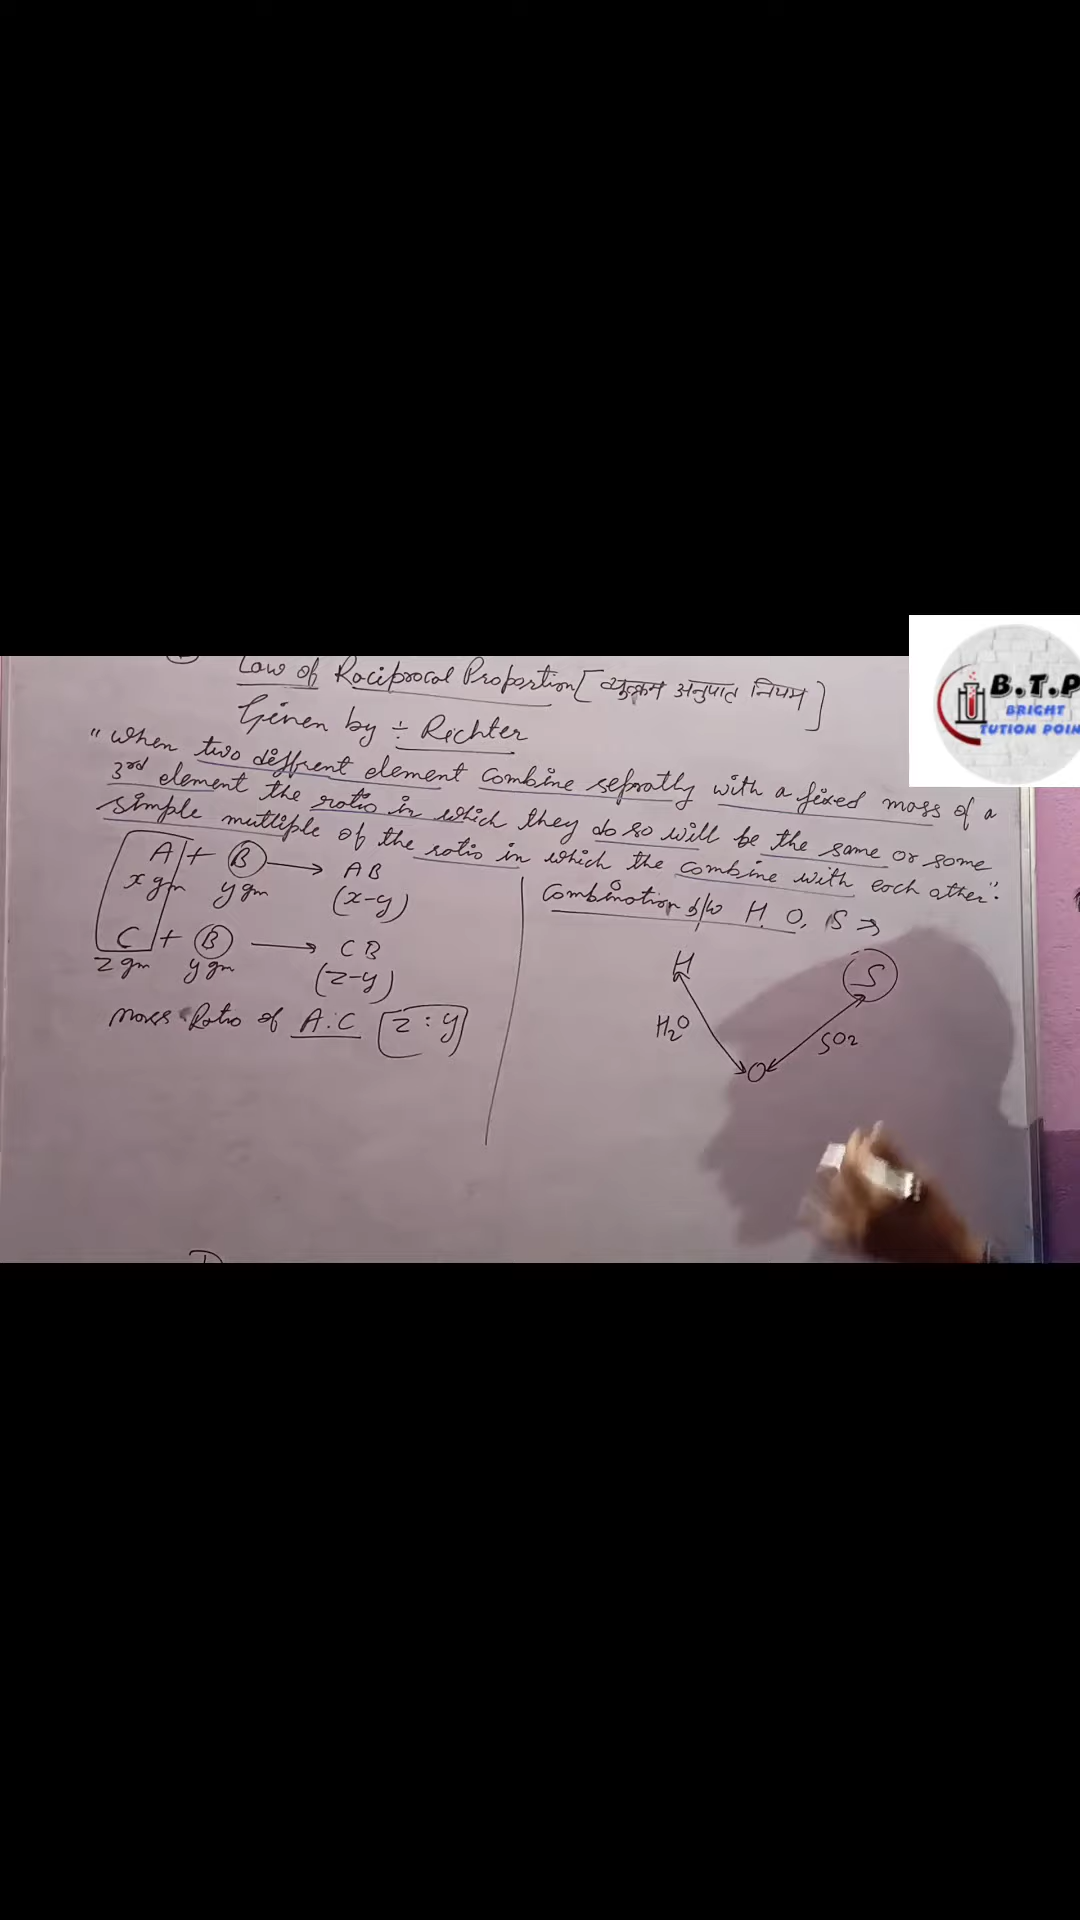 Law of Raciprocal Proportion [व्युत्क्रम अनुपात नियम]
Given by ÷ Rechter
"When two diffrent element combine sepratly with a fixed mass of a
3rd element the ratio in which they do so will be the same or some
simple multiple of the ratio in which the combine with each other".
A + B → AB
x gm y gm (x-y)
C + B → CB
z gm y gm (z-y)
Mass Ratio of A:C [z:y]
Combination b/w H, O, S ⇒
H S
H2O SO2
O
B.T.P
BRIGHT
TUTION POIN